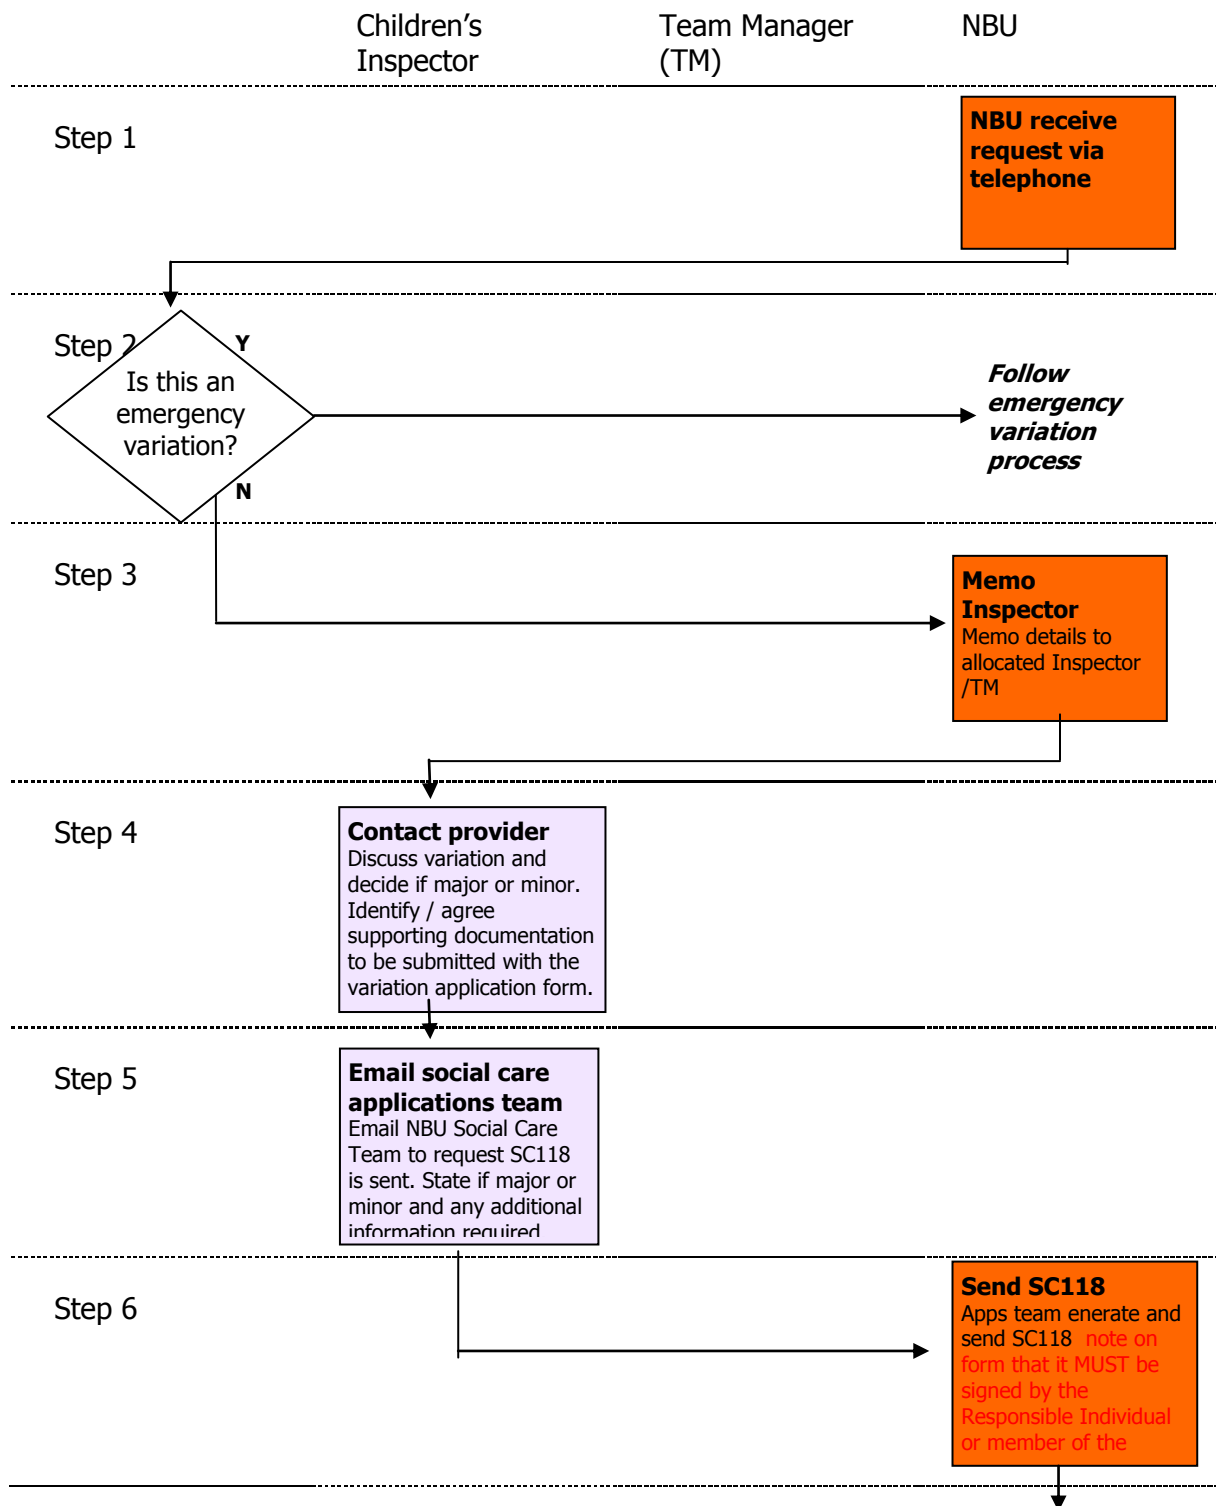 Children's
Inspector
Team Manager
(TM)
NBU
Step 1
NBU receive
request via
telephone
Step 2
Y
Is this an
emergency
variation?
N
Follow
emergency
variation
process
Step 3
Memo
Inspector
Memo details to
allocated Inspector
/TM
Step 4
Contact provider
Discuss variation and
decide if major or minor.
Identify / agree
supporting documentation
to be submitted with the
variation application form.
Step 5
Email social care
applications team
Email NBU Social Care
Team to request SC118
is sent. State if major or
minor and any additional
information required
Step 6
Send SC118
Apps team enerate and
send SC118 note on
form that it MUST be
signed by the
Responsible Individual
or member of the